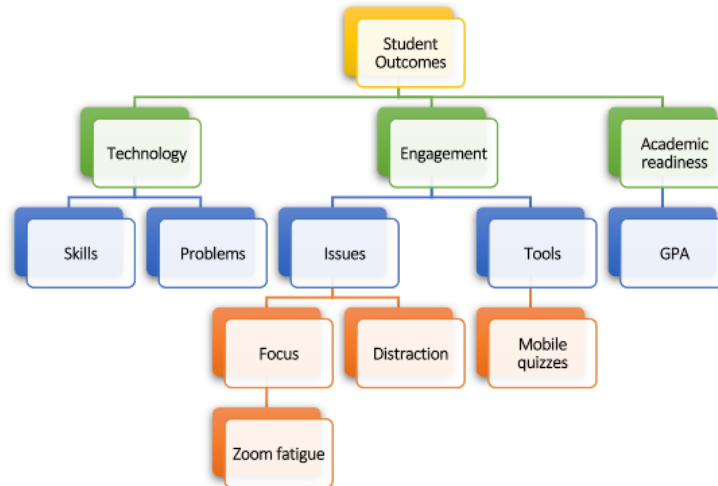 Student
Outcomes
Technology
Engagement
Academic
readiness
Skills
Problems
Issues
Tools
GPA
Focus
Distraction
Mobile
quizzes
Zoom fatigue